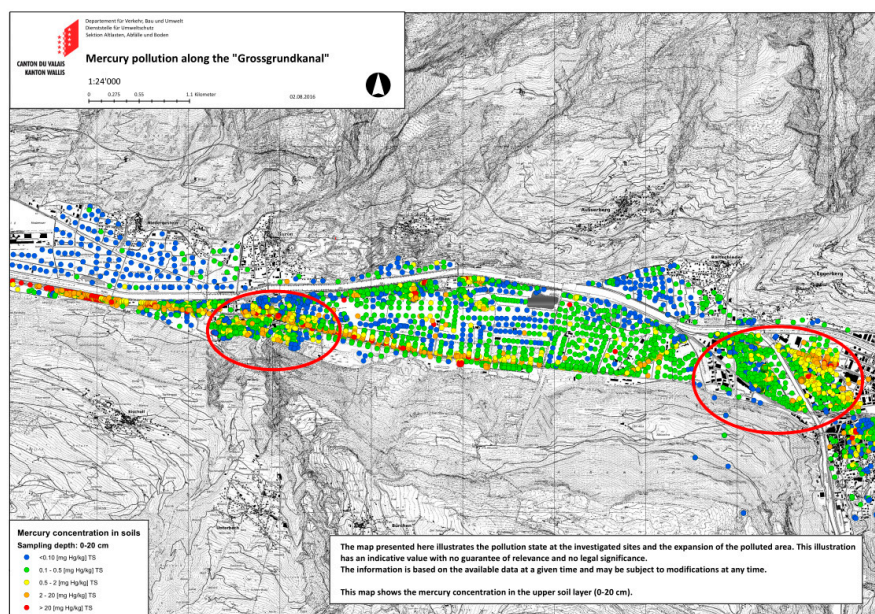 Departement für Verkehr, Bau und Umwelt
Dienststelle für Umweltschutz
Sektion Altlasten, Abfälle und Boden
CANTON DU VALAIS
KANTON WALLIS
Mercury pollution along the "Grossgrundkanal"
1:24'000
0 0.275 0.55 1.1 Kilometer
02.08.2016
Niedergesteln
Raron
Ausserberg
Baltschieder
Eggerberg
Bürchen
Unterbäch
Mercury concentration in soils
Sampling depth: 0-20 cm
<0.10 [mg Hg/kg] TS
0.1 - 0.5 [mg Hg/kg] TS
0.5 - 2 [mg Hg/kg] TS
2 - 20 [mg Hg/kg] TS
> 20 [mg Hg/kg] TS
The map presented here illustrates the pollution state at the investigated sites and the expansion of the polluted area. This illustration
has an indicative value with no guarantee of relevance and no legal significance.
The information is based on the available data at a given time and may be subject to modifications at any time.
This map shows the mercury concentration in the upper soil layer (0-20 cm).